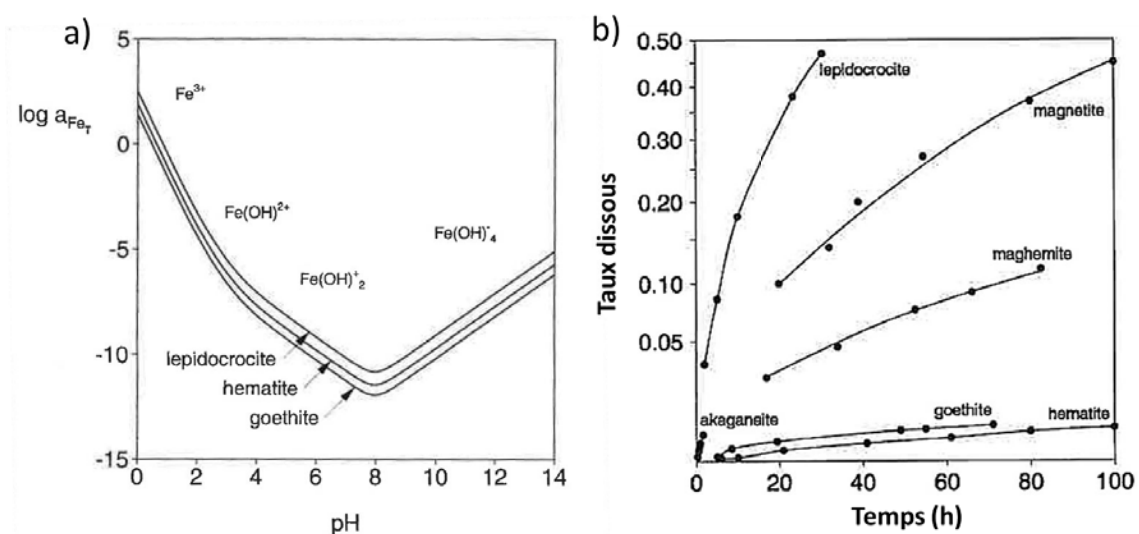 a)
5
0
-5
-10
-15
log a_{Fe_T}
Fe³⁺
Fe(OH)²⁺
Fe(OH)⁺₂
Fe(OH)⁻₄
lepidocrocite
hematite
goethite
0 2 4 6 8 10 12 14
pH
b)
0.50
0.40
0.30
0.20
0.10
0.05
Taux dissous
lepidocrocite
magnetite
maghemite
akaganeite
goethite
hematite
0 20 40 60 80 100
Temps (h)